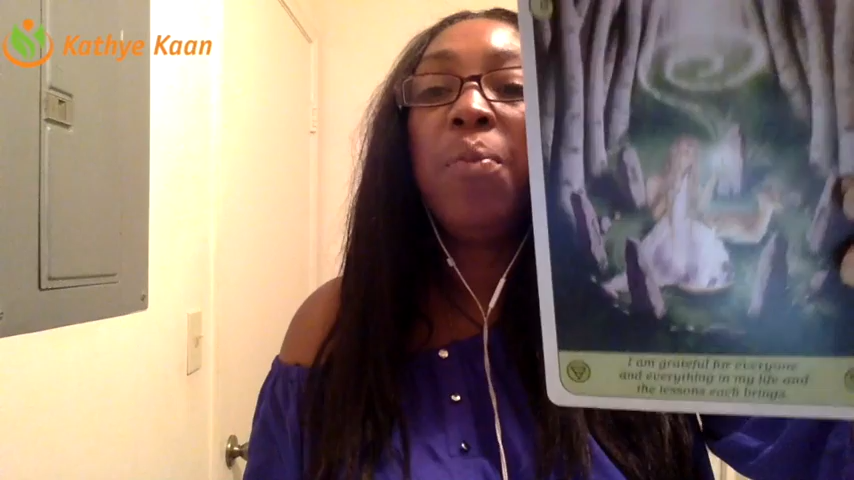 Kathye Kaan
I am grateful for everyone
and everything in my life and
the lessons each brings.